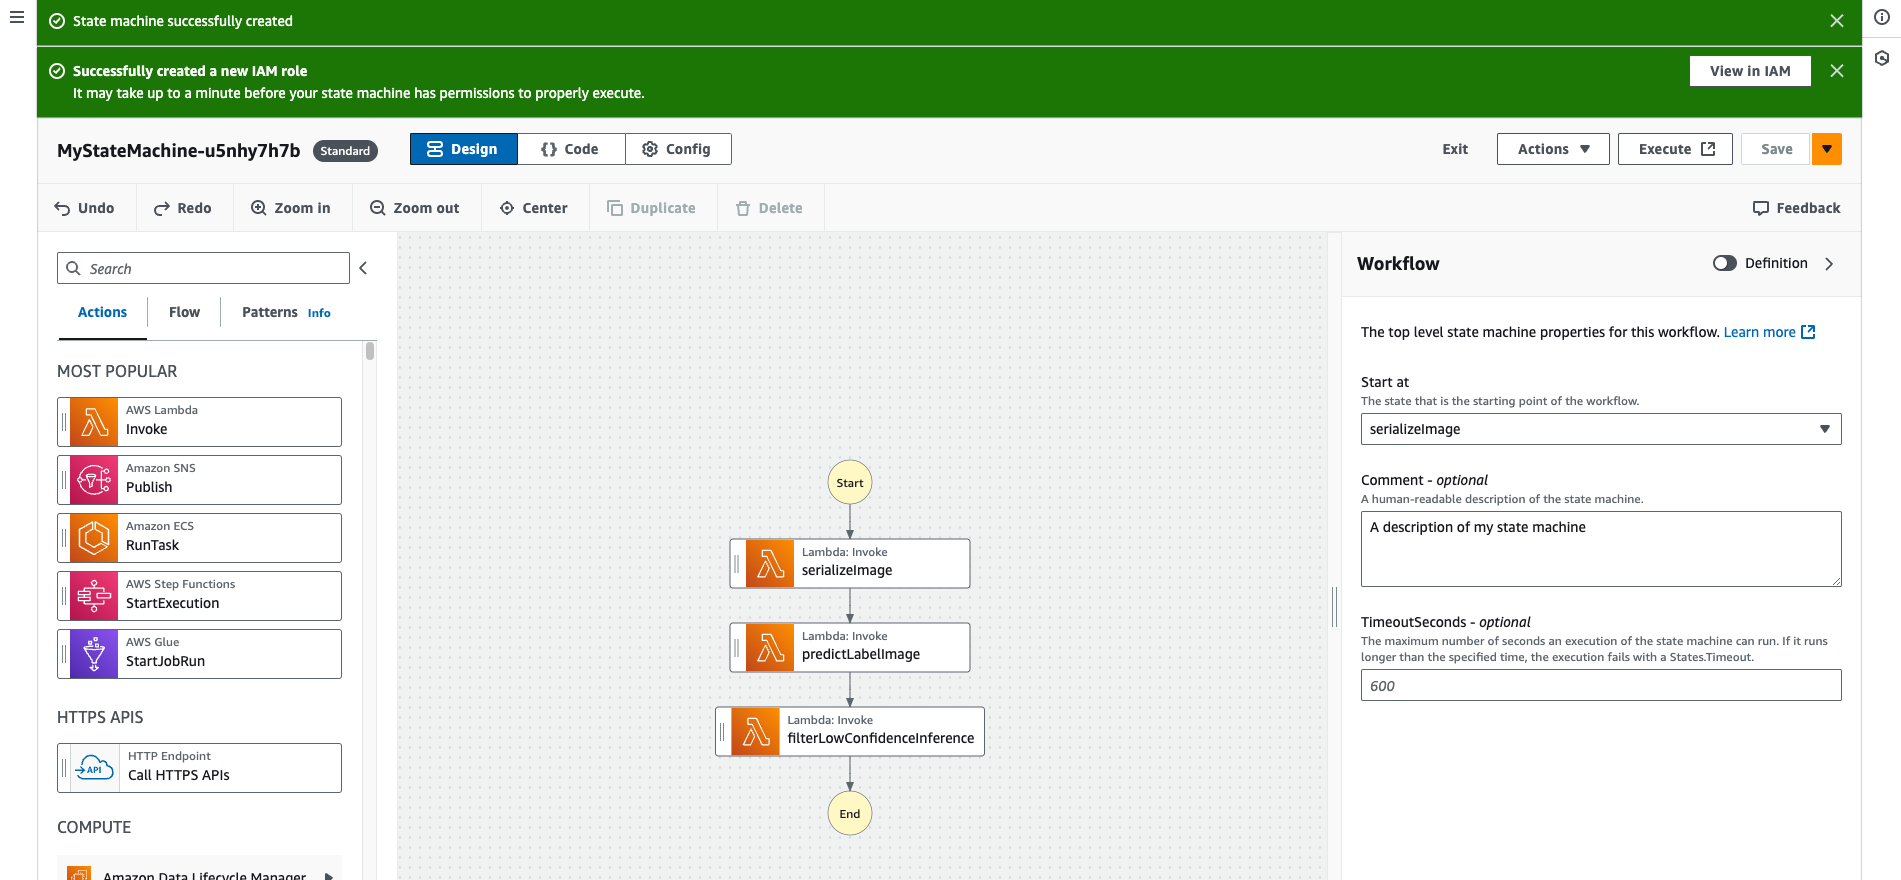 State machine successfully created
Successfully created a new IAM role
View in IAM
It may take up to a minute before your state machine has permissions to properly execute.
MyStateMachine-u5nhy7h7b
Standard
Design
{} Code
Config
Exit
Actions
Execute
Save
Undo
Redo
Zoom in
Zoom out
Center
Duplicate
Delete
Feedback
Search
Actions
Flow
Patterns
Info
MOST POPULAR
AWS Lambda
Invoke
Amazon SNS
Publish
Amazon ECS
RunTask
AWS Step Functions
StartExecution
AWS Glue
StartJobRun
HTTPS APIS
API
HTTP Endpoint
Call HTTPS APIs
COMPUTE
Amazon Data Lifecycle Manager
Start
Lambda: Invoke
serializeImage
Lambda: Invoke
predictLabelImage
Lambda: Invoke
filterLowConfidenceInference
End
Workflow
Definition
The top level state machine properties for this workflow. Learn more
Start at
The state that is the starting point of the workflow.
serializeImage
Comment - optional
A human-readable description of the state machine.
A description of my state machine
TimeoutSeconds - optional
The maximum number of seconds an execution of the state machine can run. If it runs
longer than the specified time, the execution fails with a States.Timeout.
600